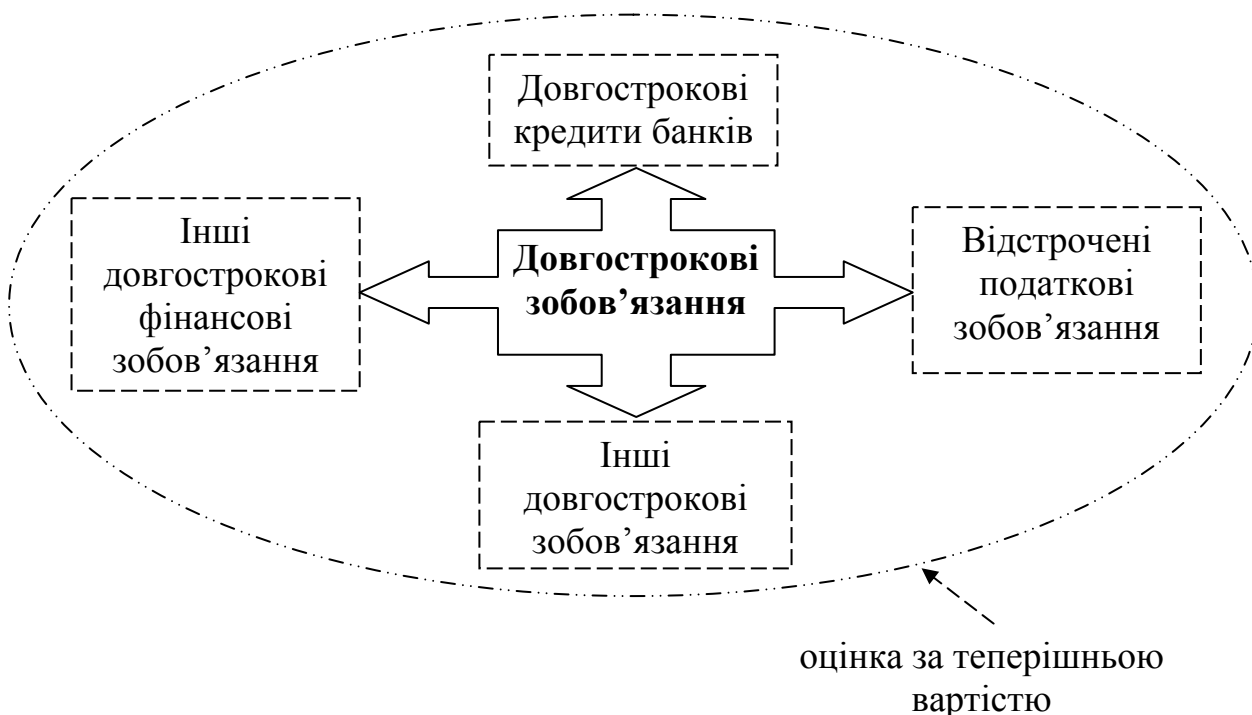 Довгострокові
кредити банків
Інші
довгострокові
фінансові
зобов’язання
Довгострокові
зобов’язання
Відстрочені
податкові
зобов’язання
Інші
довгострокові
зобов’язання
оцінка за теперішньою
вартістю